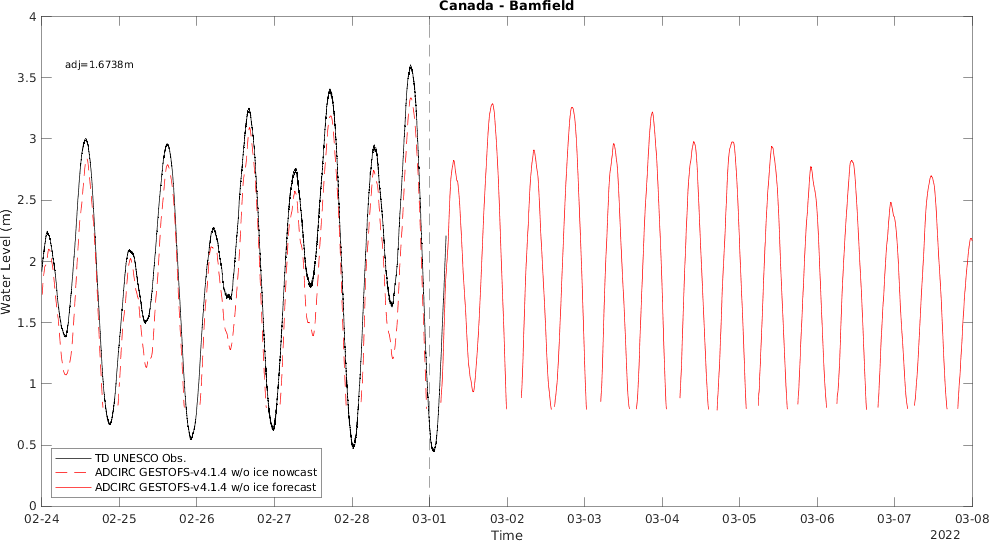 Canada - Bamfield
adj=1.6738m
Water Level (m)
4
3.5
3
2.5
2
1.5
1
0.5
0
TD UNESCO Obs.
ADCIRC GESTOFS-v4.1.4 w/o ice nowcast
ADCIRC GESTOFS-v4.1.4 w/o ice forecast
02-24 02-25 02-26 02-27 02-28 03-01 03-02 03-03 03-04 03-05 03-06 03-07 03-08
Time
2022